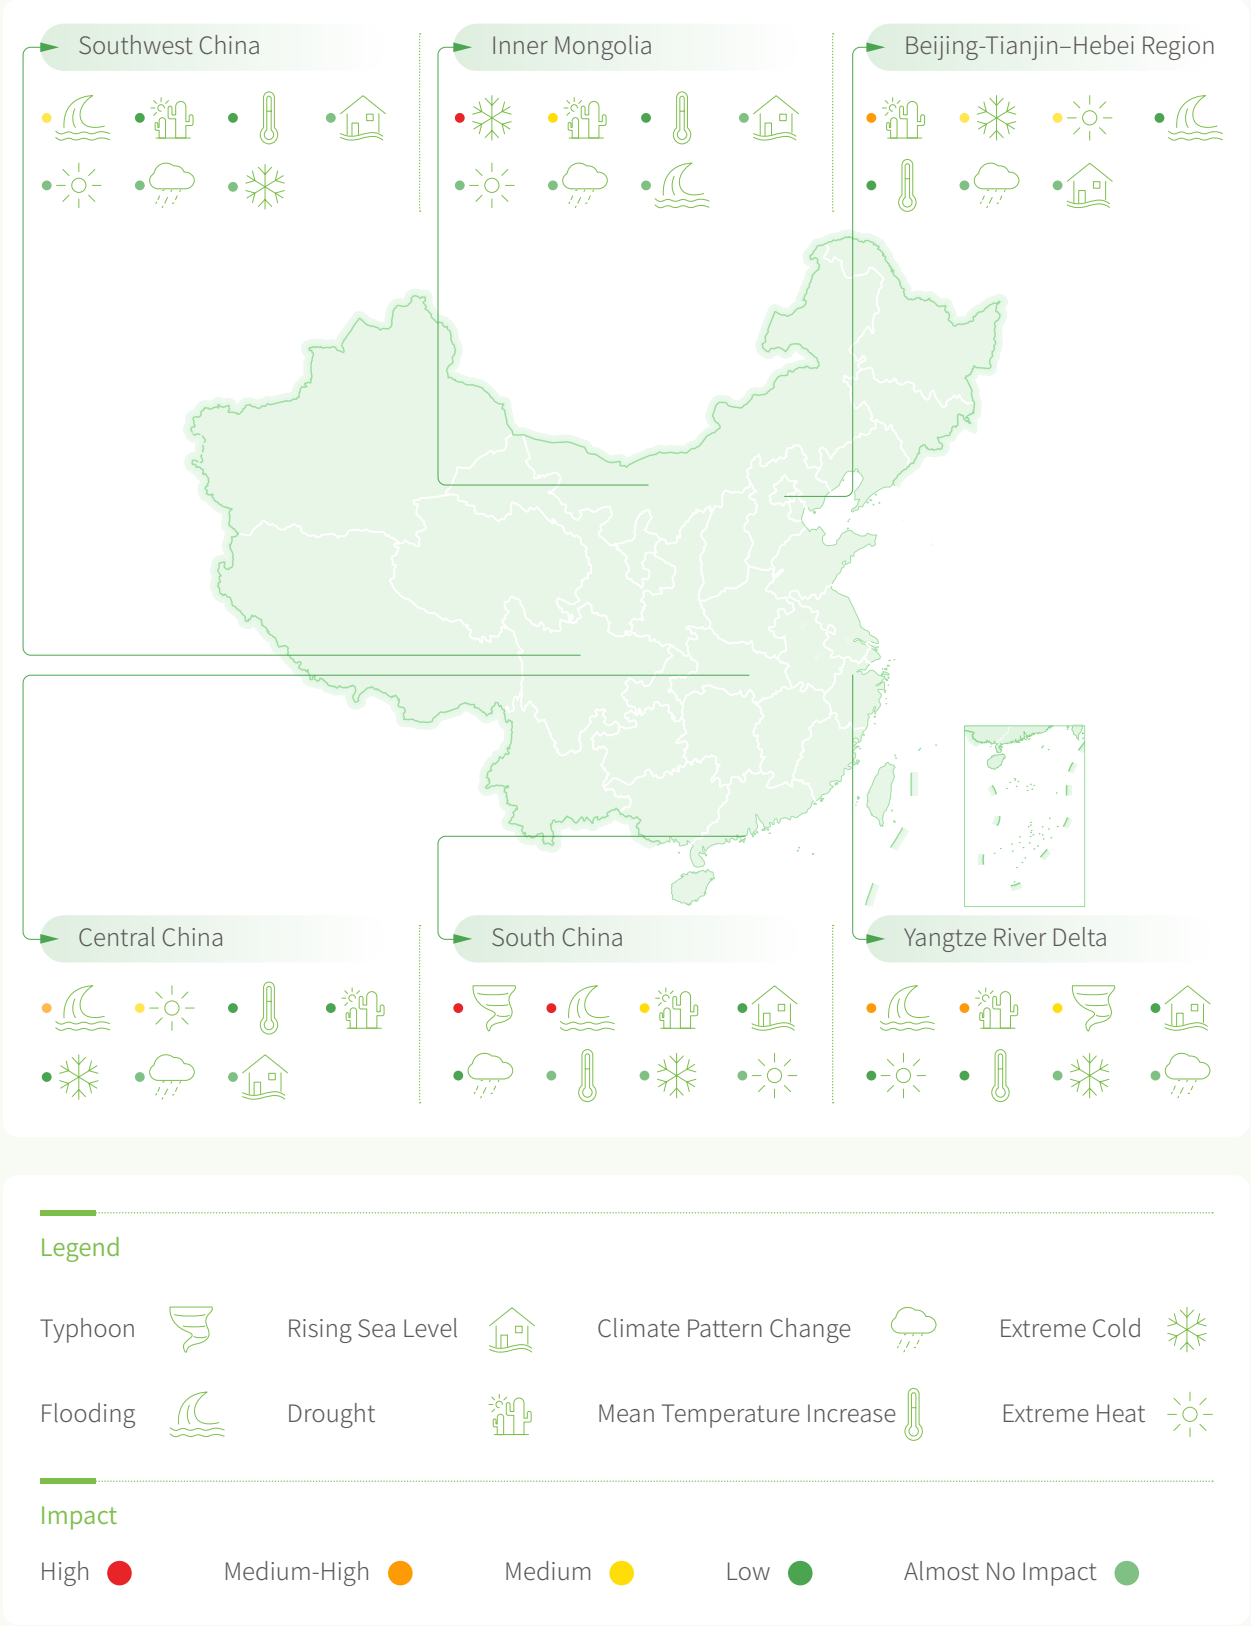 Southwest China
Inner Mongolia
Beijing-Tianjin–Hebei Region
Central China
South China
Yangtze River Delta
Legend
Typhoon
Rising Sea Level
Climate Pattern Change
Extreme Cold
Flooding
Drought
Mean Temperature Increase
Extreme Heat
Impact
High
Medium-High
Medium
Low
Almost No Impact